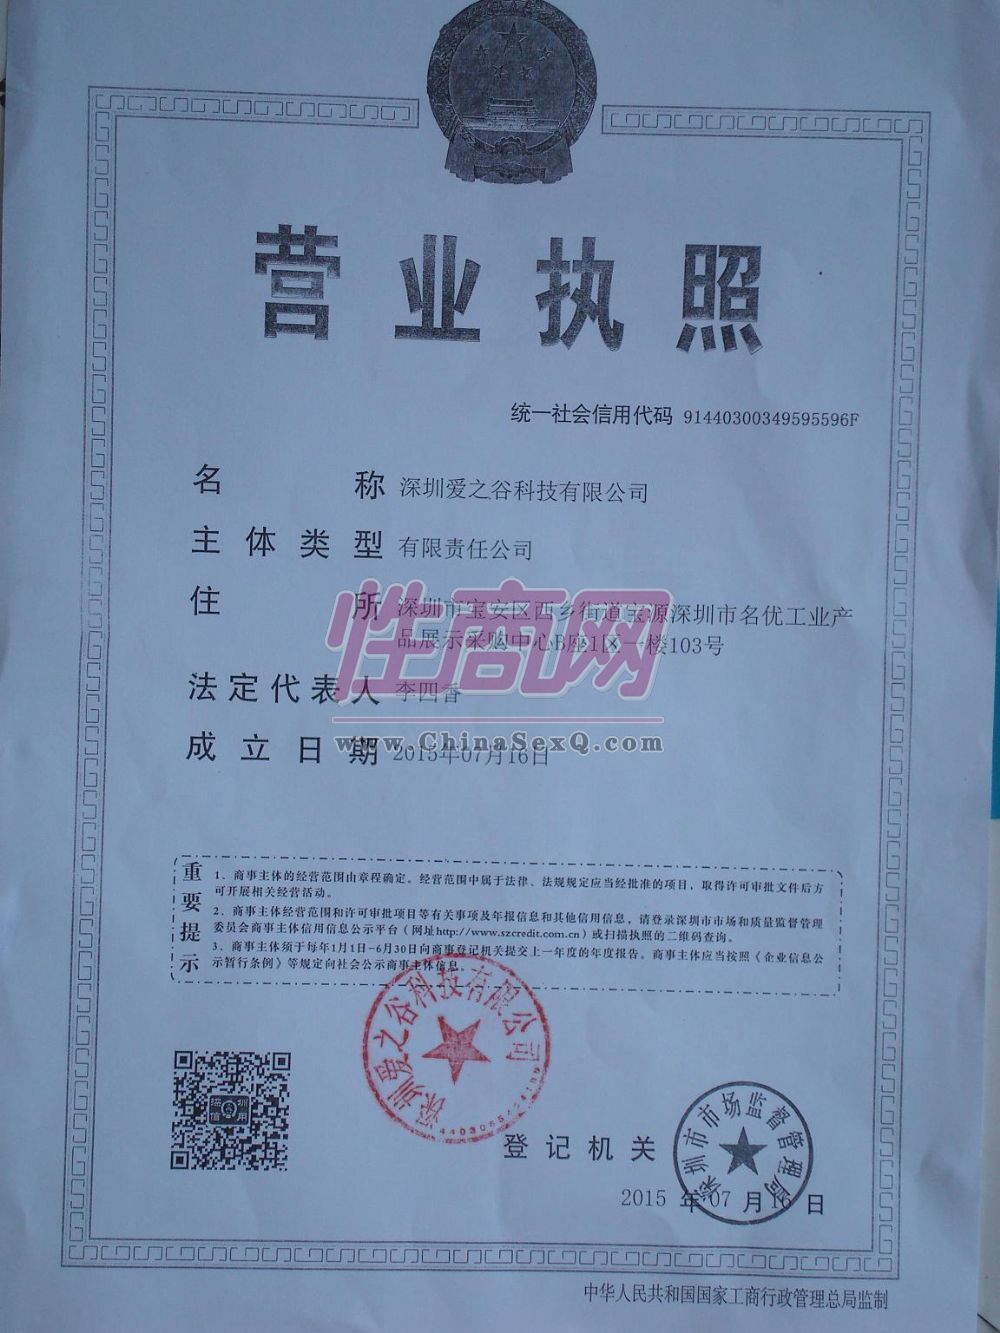 营业执照
统一社会信用代码 91440300349595596F
名称 深圳爱之谷科技有限公司
主体类型 有限责任公司
住所 深圳市宝安区西乡街道宝源深圳市名优工业产
品展示采购中心B座1区一楼103号
性商网
法定代表人 李四香
www.ChinaSexQ.com
成立日期 2015年07月16日
重要提示
1、商事主体的经营范围由章程确定。经营范围中属于法律、法规规定应当经批准的项目，取得许可审批文件后方
可开展相关经营活动。
2、商事主体经营范围和许可审批项目等有关事项及年报信息和其他信用信息，请登录深圳市市场和质量监督管理
委员会商事主体信用信息公示平台（网址http://www.szcredit.com.cn）或扫描执照的二维码查询。
3、商事主体须于每年1月1日-6月30日向商事登记机关提交上一年度的年度报告。商事主体应当按照《企业信息公
示暂行条例》等规定向社会公示商事主体信息。
深圳爱之谷科技有限公司
深圳信用
登记机关
深圳市市场监督管理局
2015年07月16日
中华人民共和国国家工商行政管理总局监制